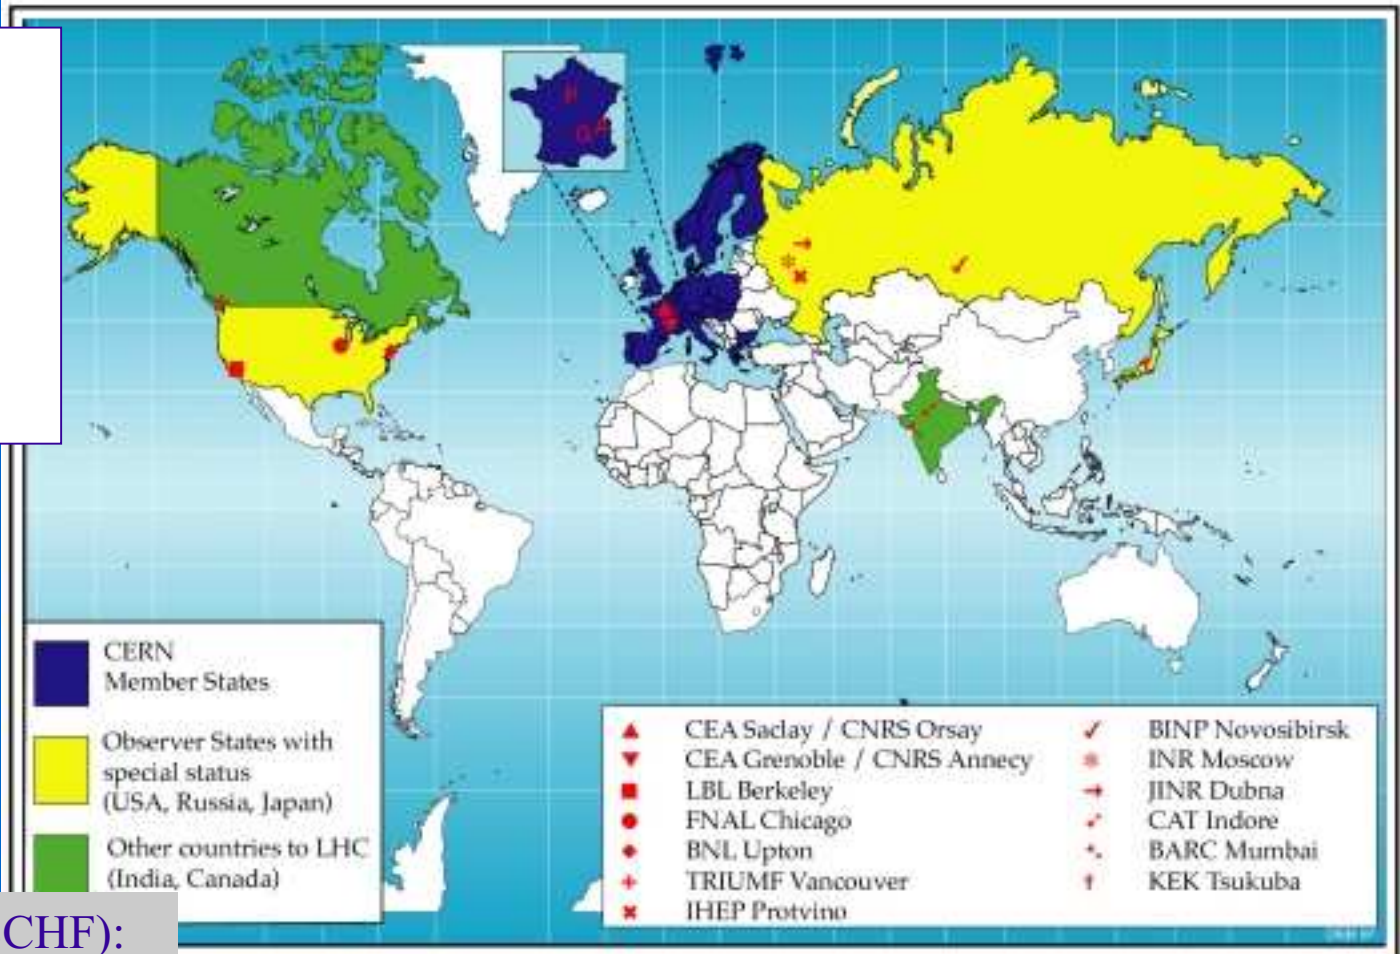 CERN
Member States
Observer States with
special status
(USA, Russia, Japan)
Other countries to LHC
(India, Canada)
CHF):
CEA Saclay / CNRS Orsay
CEA Grenoble / CNRS Annecy
LBL Berkeley
FNAL Chicago
BNL Upton
TRIUMF Vancouver
IHEP Protvino
BINP Novosibirsk
INR Moscow
JINR Dubna
CAT Indore
BARC Mumbai
KEK Tsukuba